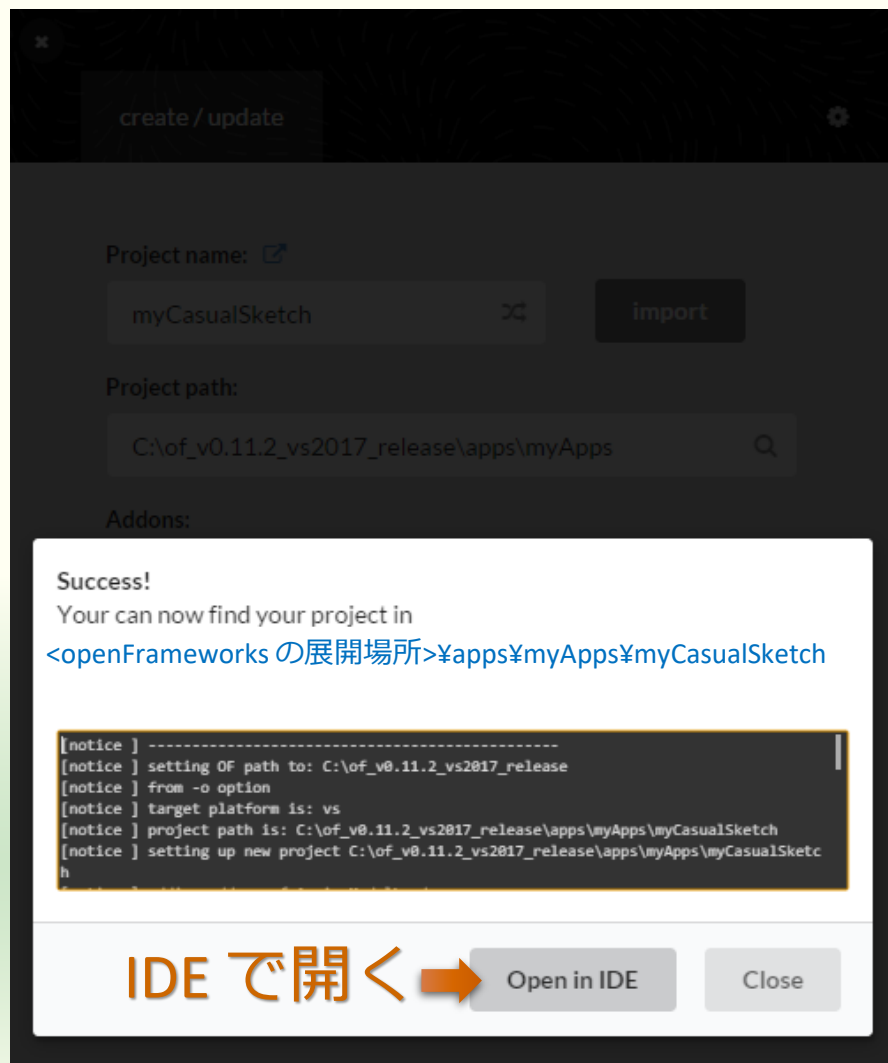 create / update
Project name:
myCasualSketch
import
Project path:
C:\of_v0.11.2_vs2017_release\apps\myApps
Addons:
Success!
Your can now find your project in
<openFrameworks の展開場所>¥apps¥myApps¥myCasualSketch
[notice ] -----------------------------------------------
[notice ] setting OF path to: C:\of_v0.11.2_vs2017_release
[notice ] from -o option
[notice ] target platform is: vs
[notice ] project path is: C:\of_v0.11.2_vs2017_release\apps\myApps\myCasualSketch
[notice ] setting up new project C:\of_v0.11.2_vs2017_release\apps\myApps\myCasualSketc
h
IDE で開く
Open in IDE
Close